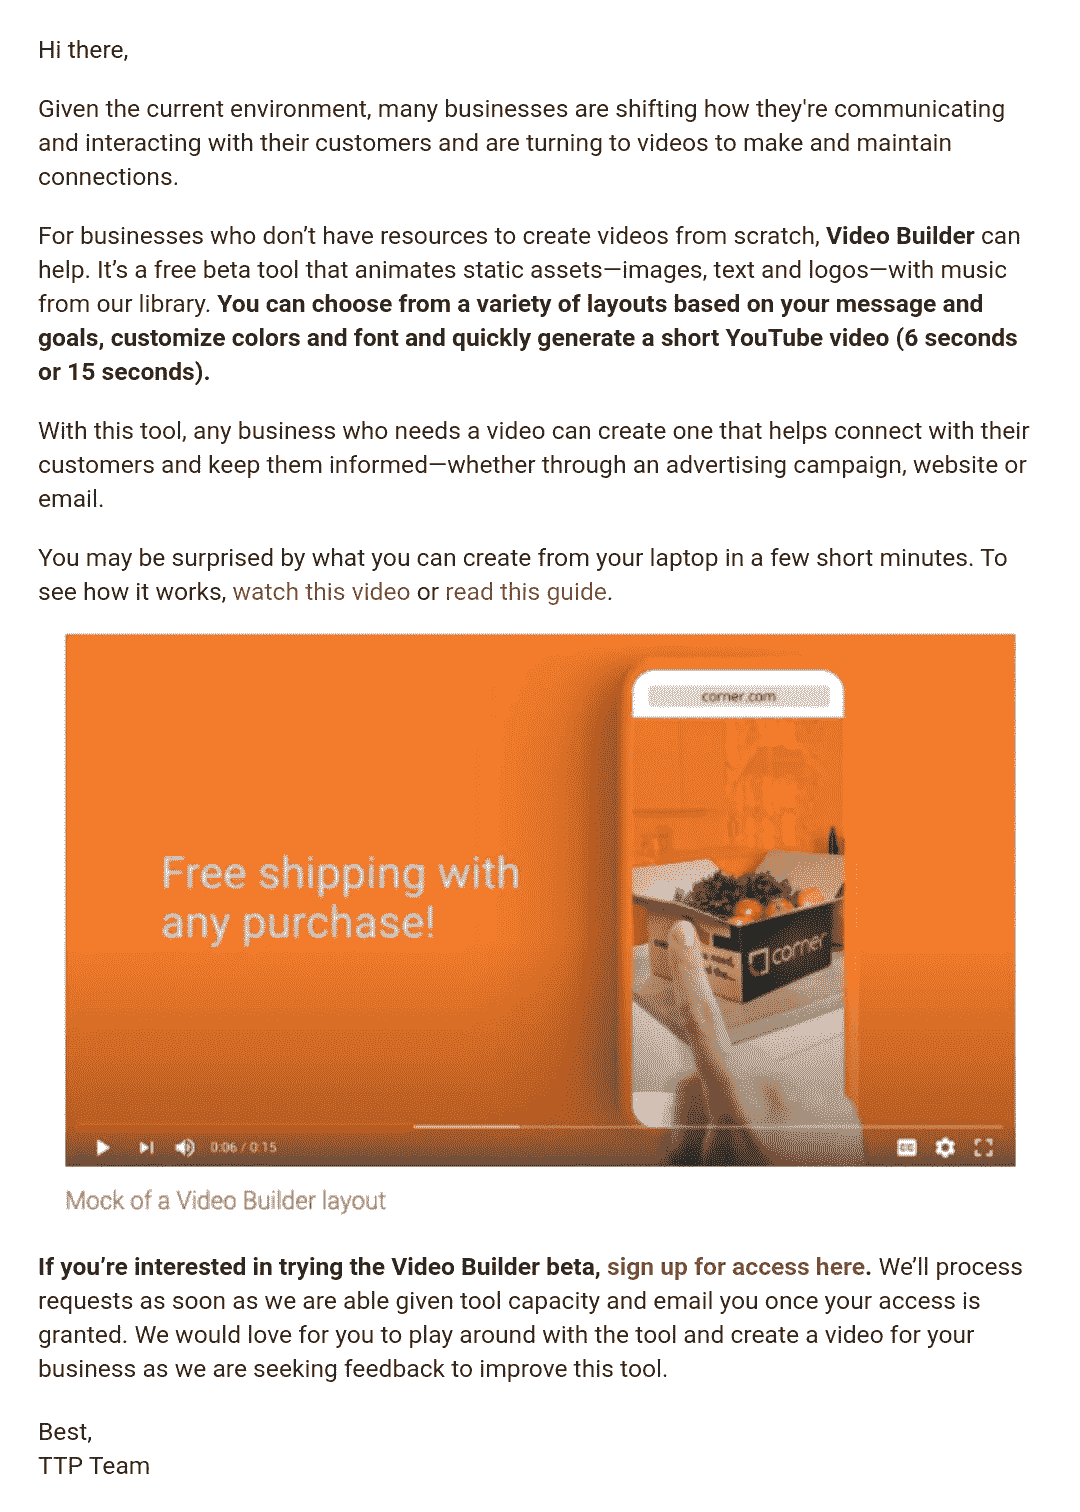 Hi there,
Given the current environment, many businesses are shifting how they're communicating
and interacting with their customers and are turning to videos to make and maintain
connections.
For businesses who don’t have resources to create videos from scratch, Video Builder can
help. It’s a free beta tool that animates static assets—images, text and logos—with music
from our library. You can choose from a variety of layouts based on your message and
goals, customize colors and font and quickly generate a short YouTube video (6 seconds
or 15 seconds).
With this tool, any business who needs a video can create one that helps connect with their
customers and keep them informed—whether through an advertising campaign, website or
email.
You may be surprised by what you can create from your laptop in a few short minutes. To
see how it works, watch this video or read this guide.
corner.com
Free shipping with
any purchase!
corner
0:06 / 0:15
CC
Mock of a Video Builder layout
If you’re interested in trying the Video Builder beta, sign up for access here. We’ll process
requests as soon as we are able given tool capacity and email you once your access is
granted. We would love for you to play around with the tool and create a video for your
business as we are seeking feedback to improve this tool.
Best,
TTP Team